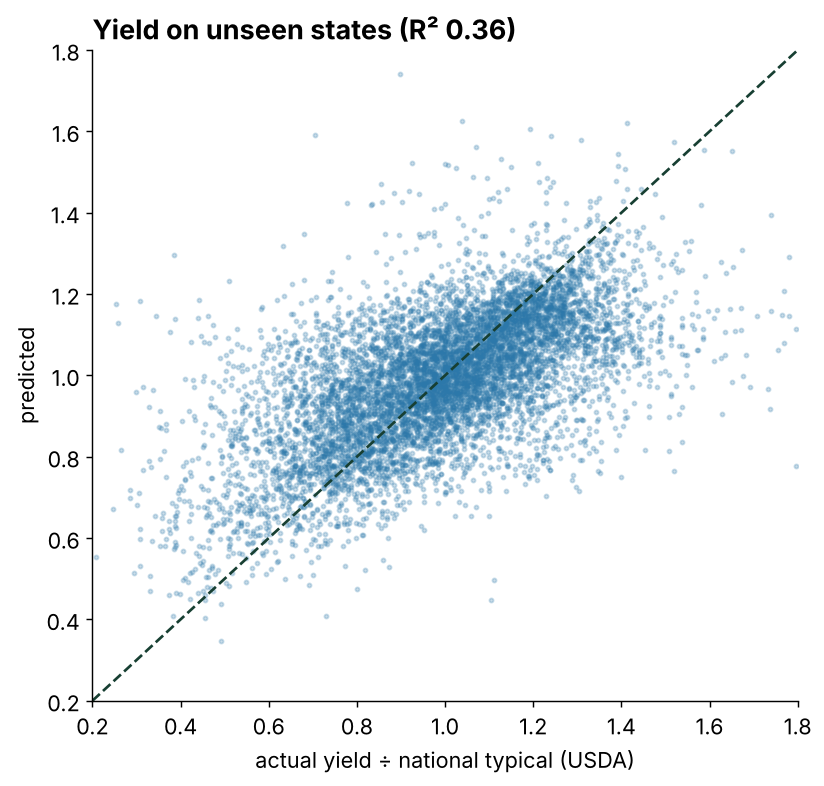 Yield on unseen states (R² 0.36)
1.8
1.6
1.4
1.2
1.0
0.8
0.6
0.4
0.2
predicted
0.2 0.4 0.6 0.8 1.0 1.2 1.4 1.6 1.8
actual yield ÷ national typical (USDA)